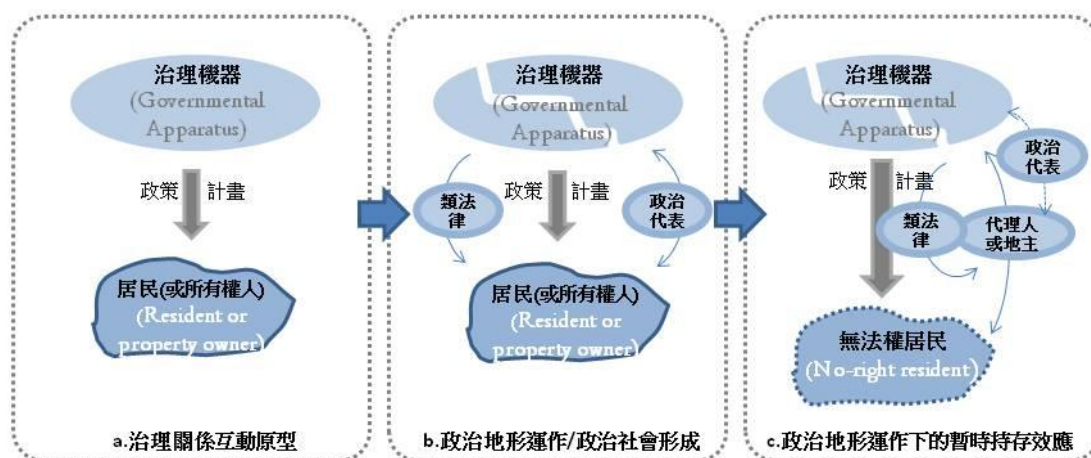 治理機器
(Governmental
Apparatus)
政策 計畫
居民(或所有權人)
(Resident or
property owner)
a.治理關係互動原型
治理機器
(Governmental
Apparatus)
類法
律
政策 計畫
政治
代表
居民(或所有權人)
(Resident or
property owner)
b.政治地形運作/政治社會形成
治理機器
(Governmental
Apparatus)
政治
代表
政策 計畫
類法
律
代理人
或地主
無法權居民
(No-right resident)
c.政治地形運作下的暫時持存效應